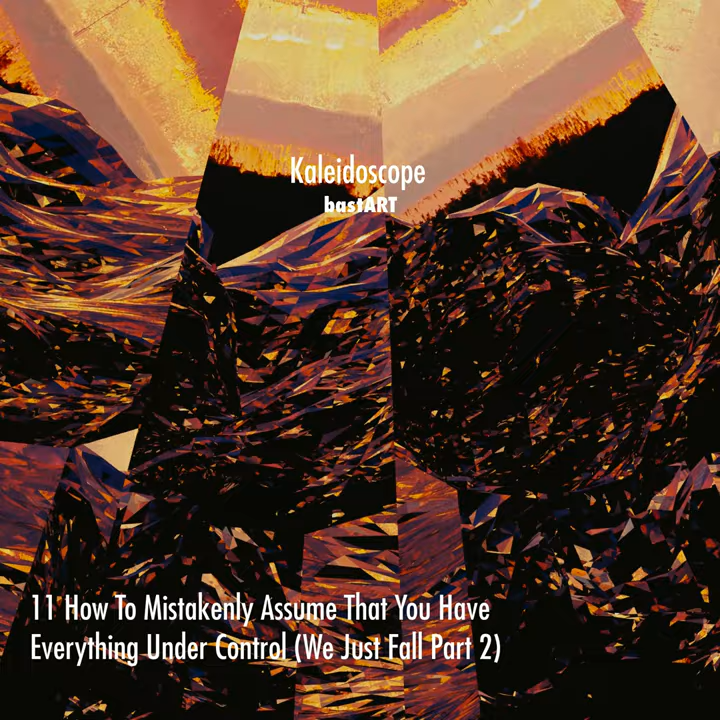 Kaleidoscope
bastART
11 How To Mistakenly Assume That You Have
Everything Under Control (We Just Fall Part 2)